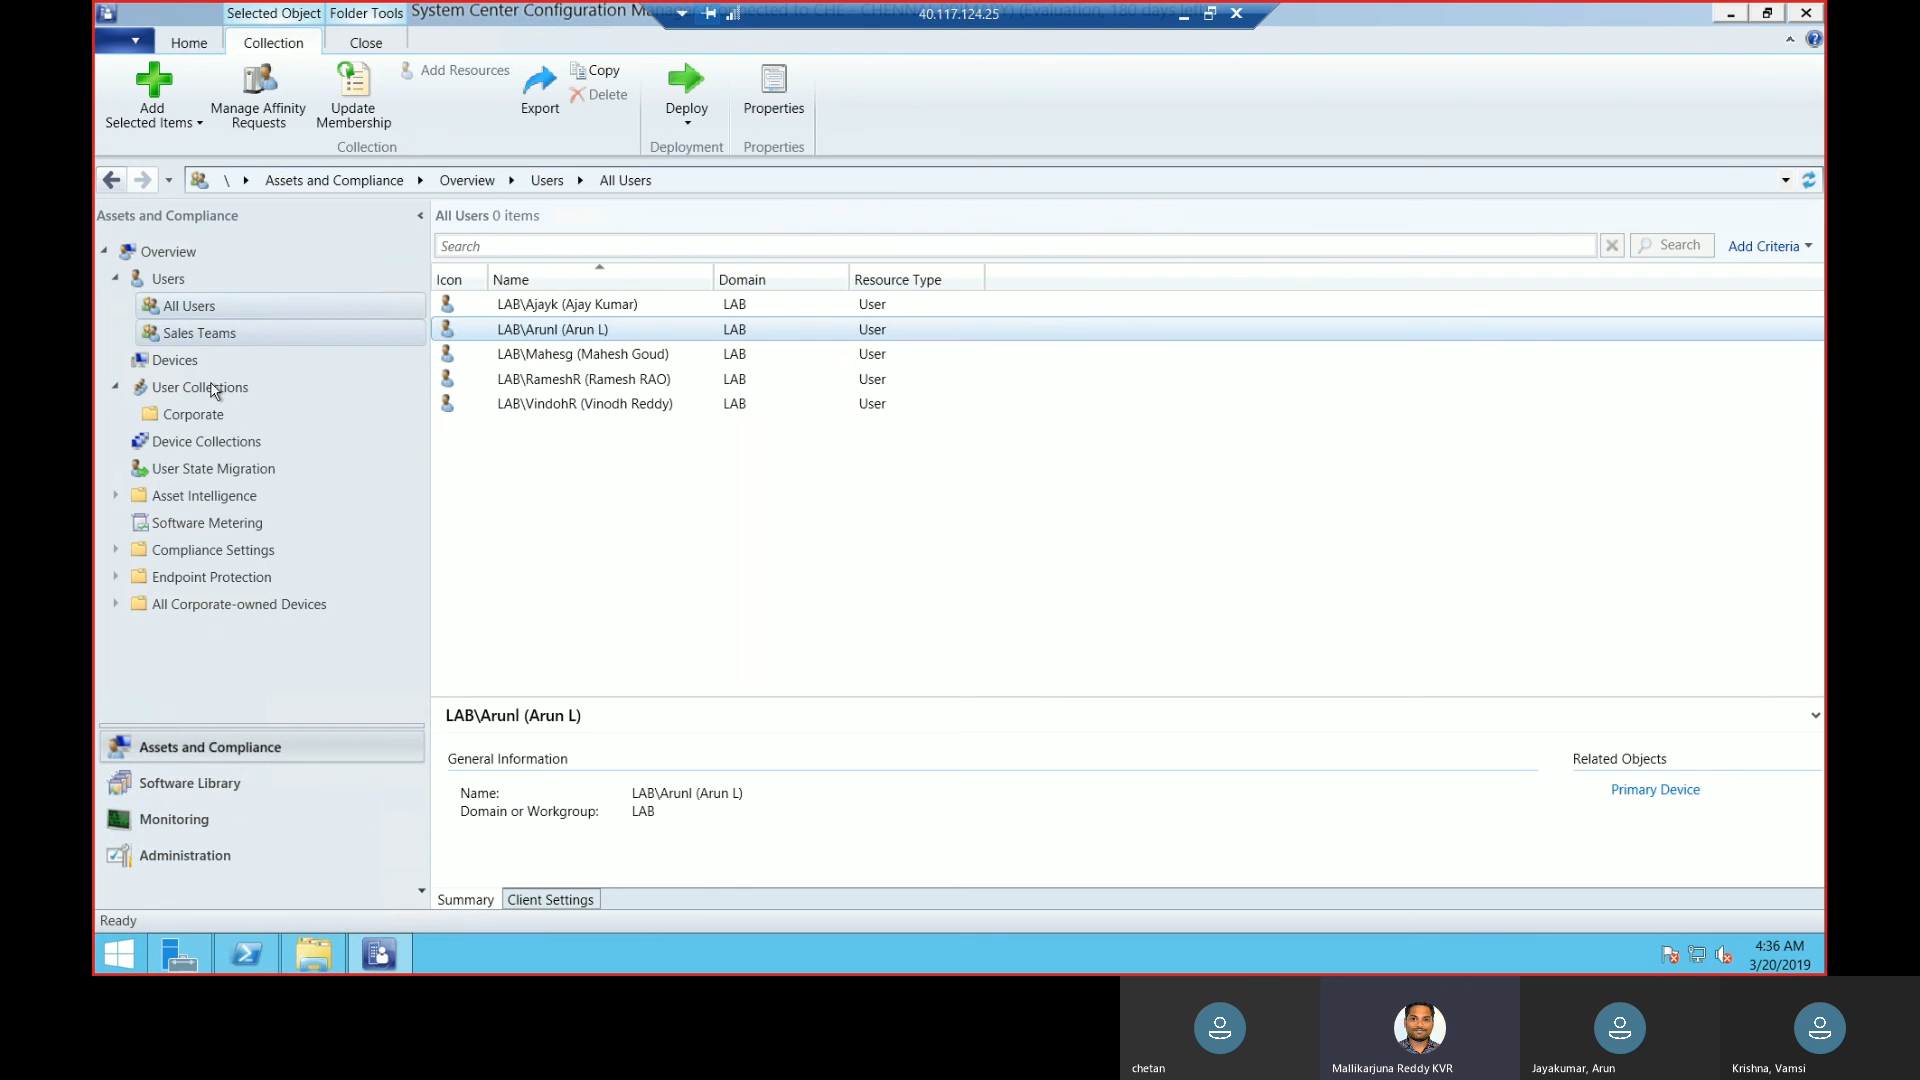 Selected Object Folder Tools System Center Configuration 40.117.124.25
Home Collection Close
Add Selected Items
Manage Affinity Requests
Update Membership
Add Resources
Export
Copy
Delete
Deploy
Properties
Collection Deployment Properties
\ Assets and Compliance Overview Users All Users
Assets and Compliance
Overview
Users
All Users
Sales Teams
Devices
User Collections
Corporate
Device Collections
User State Migration
Asset Intelligence
Software Metering
Compliance Settings
Endpoint Protection
All Corporate-owned Devices
Assets and Compliance
Software Library
Monitoring
Administration
All Users 0 items
Search Search Add Criteria
Icon Name Domain Resource Type
LAB\Ajayk (Ajay Kumar) LAB User
LAB\Arunl (Arun L) LAB User
LAB\Mahesg (Mahesh Goud) LAB User
LAB\RameshR (Ramesh RAO) LAB User
LAB\VindohR (Vinodh Reddy) LAB User
LAB\Arunl (Arun L)
General Information Related Objects
Name: LAB\Arunl (Arun L) Primary Device
Domain or Workgroup: LAB
Summary Client Settings
Ready
4:36 AM
3/20/2019
chetan Mallikarjuna Reddy KVR Jayakumar, Arun Krishna, Vamsi